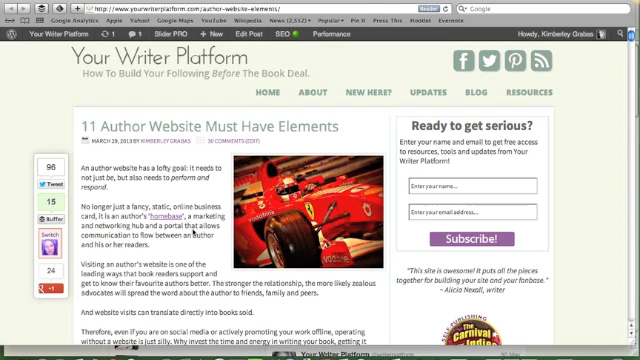 http://www.yourwriterplatform.com/author-website-elements/
Reader
Google
Google Analytics Apple Yahoo! Google Maps YouTube Wikipedia News (2,552) Popular Pinch Press This Hootlet Evernote
Your Writer Platform 1 1 New Edit Post SEO Slider PRO Performance Howdy, Kimberley Grabas
Your Writer Platform
How To Build Your Following Before The Book Deal.
HOME ABOUT NEW HERE? UPDATES BLOG RESOURCES
11 Author Website Must Have Elements
MARCH 29, 2013 BY KIMBERLEY GRABAS 30 COMMENTS (EDIT)
An author website has a lofty goal: it needs to
not just be, but also needs to perform and
respond.
No longer just a fancy, static, online business
card, it is an author's 'homebase', a marketing
and networking hub and a portal that allows
communication to flow between an author
and his or her readers.
Visiting an author's website is one of the
leading ways that book readers support and
get to know their favourite authors better. The stronger the relationship, the more likely zealous
advocates will spread the word about the author to friends, family and peers.
And website visits can translate directly into books sold.
Therefore, even if you are on social media or actively promoting your work offline, operating
without a website is just silly. Why invest the time and energy in writing your book, getting it
96
Tweet
15
Buffer
Switch
24
+1
vodafone
Ready to get serious?
Enter your name and email to get free access
to resources, tools and updates from Your
Writer Platform!
Enter your name...
Enter your email address...
Subscribe!
"This site is awesome! It puts all the pieces
together for building your site and your fanbase."
~ Alicia Nexall, 2012
SELF-PUBLISHING
The Carnival
Indies
Your Writer Platform